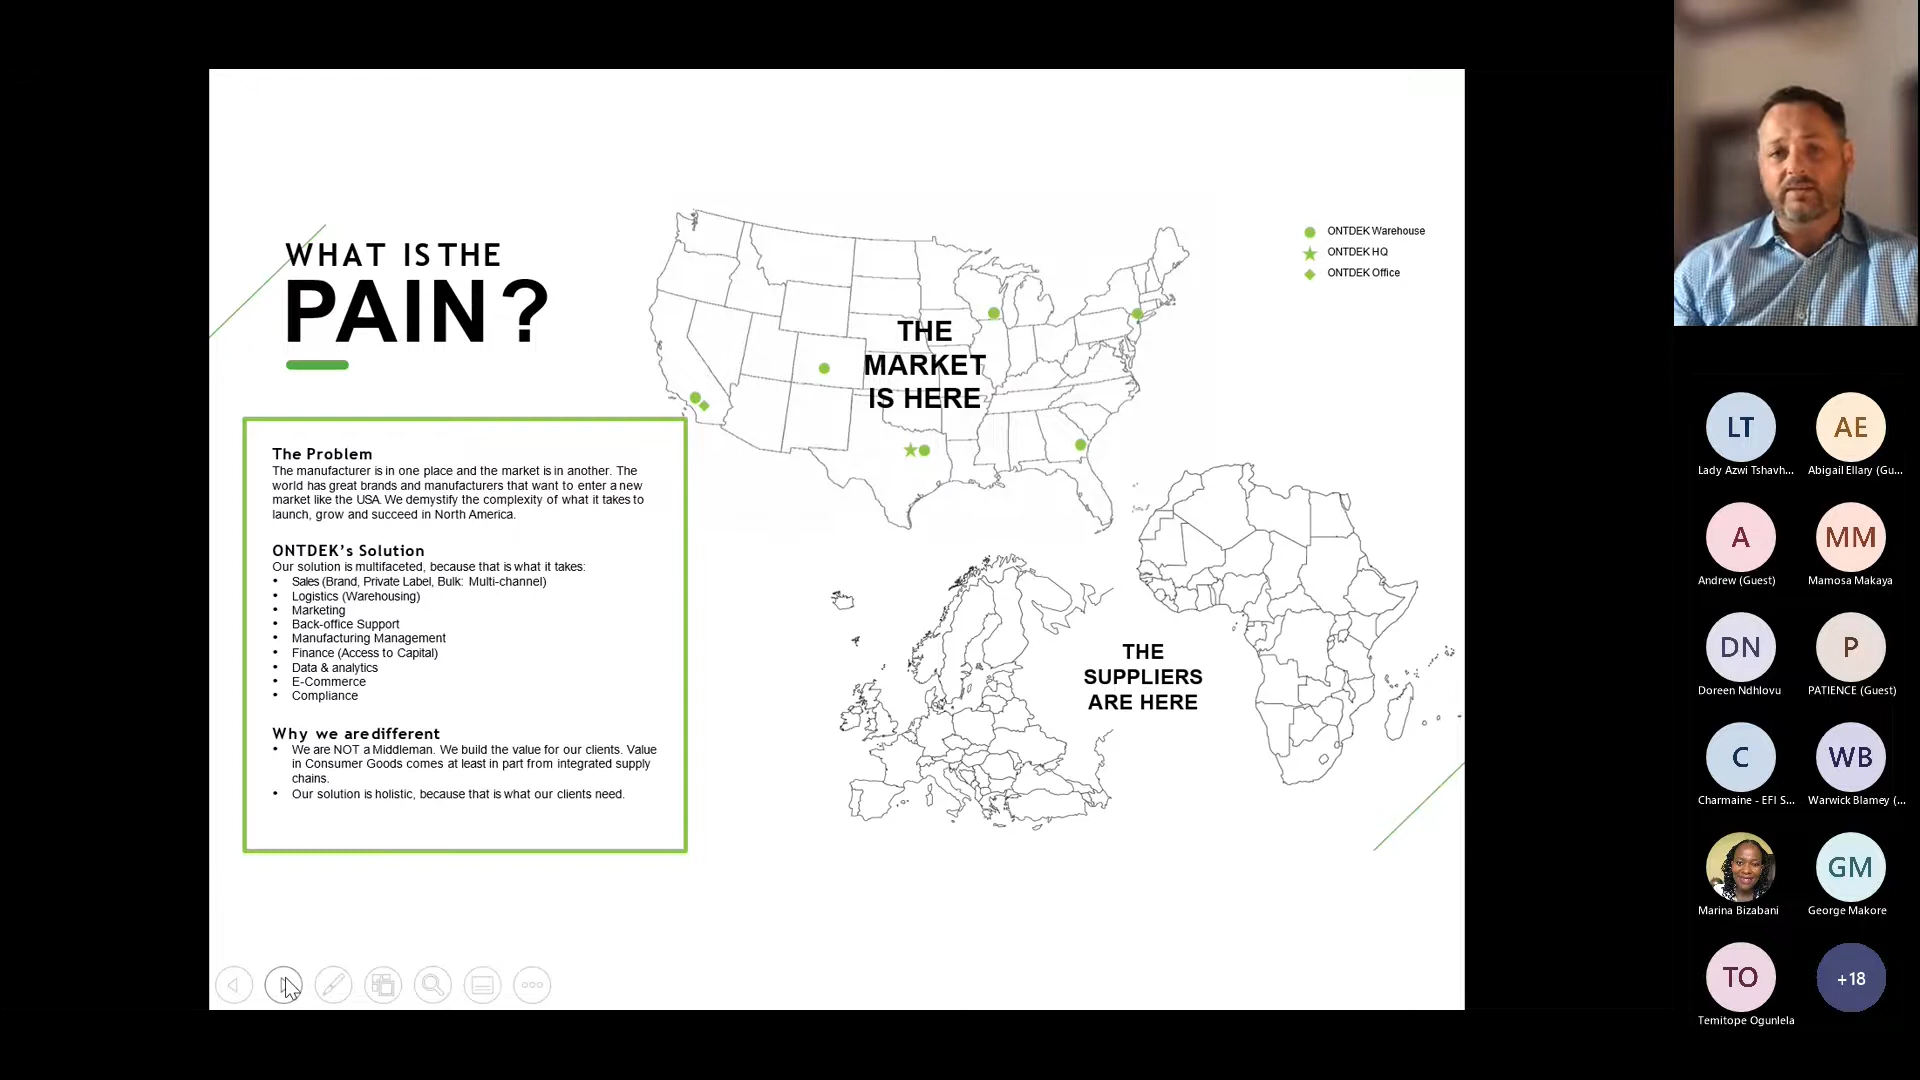 WHAT IS THE
PAIN?
The Problem
The manufacturer is in one place and the market is in another. The
world has great brands and manufacturers that want to enter a new
market like the USA. We demystify the complexity of what it takes to
launch, grow and succeed in North America.
ONTDEK's Solution
Our solution is multifaceted, because that is what it takes:
• Sales (Brand, Private Label, Bulk: Multi-channel)
• Logistics (Warehousing)
• Marketing
• Back-office Support
• Manufacturing Management
• Finance (Access to Capital)
• Data & analytics
• E-Commerce
• Compliance
Why we are different
• We are NOT a Middleman. We build the value for our clients. Value
in Consumer Goods comes at least in part from integrated supply
chains.
• Our solution is holistic, because that is what our clients need.
THE
MARKET
IS HERE
ONTDEK Warehouse
ONTDEK HQ
ONTDEK Office
THE
SUPPLIERS
ARE HERE
LT
Lady Azwi Tshavh...
AE
Abigail Ellary (Gu...
A
Andrew (Guest)
MM
Mamosa Makaya
DN
Doreen Ndhlovu
P
PATIENCE (Guest)
C
Charmaine - EFI S...
WB
Warwick Blamey (...
Marina Bizabani
GM
George Makore
TO
Temitope Ogunlela
+18